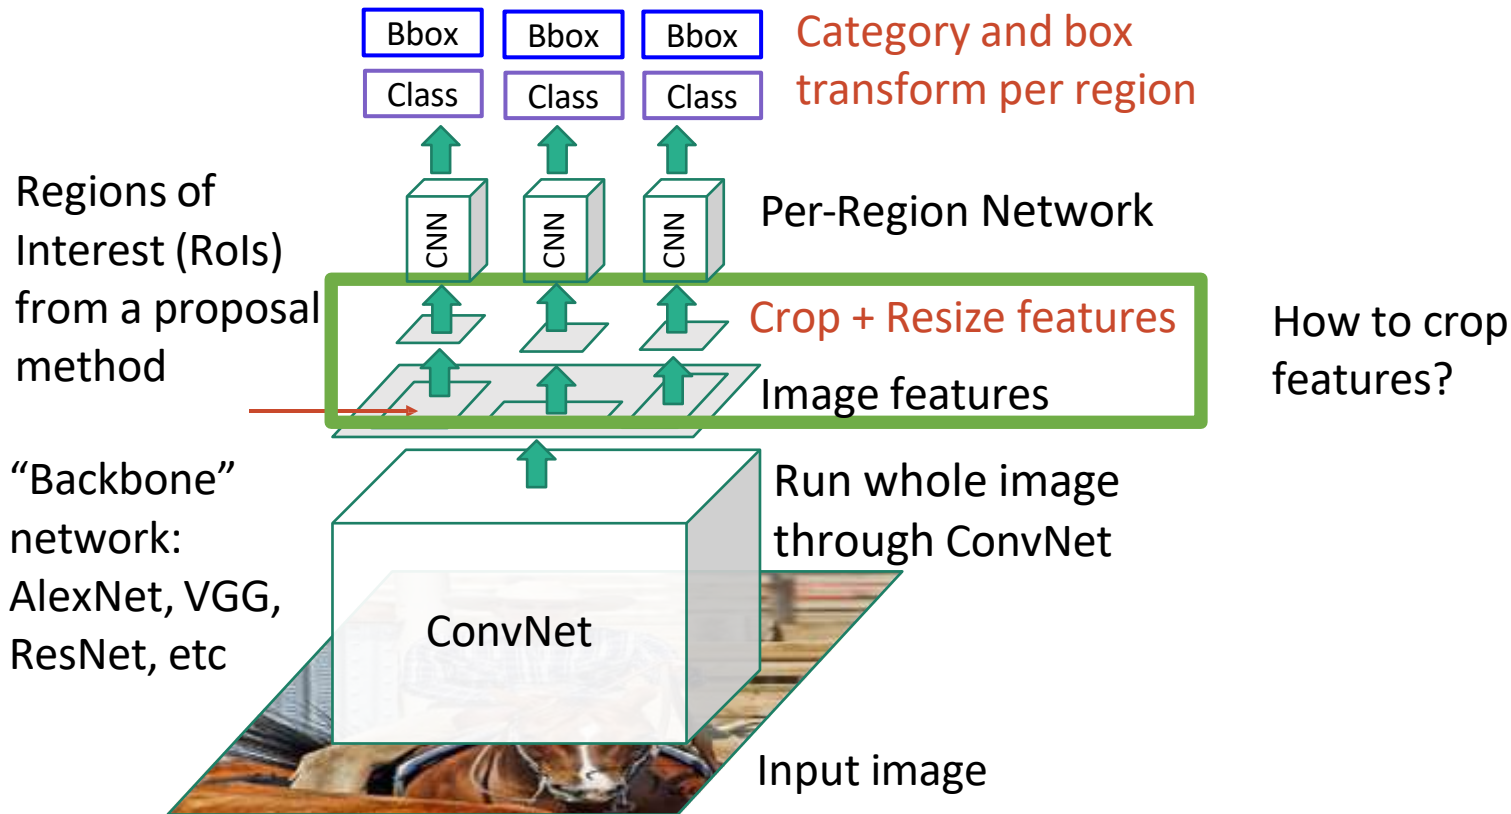 Bbox
Bbox
Bbox
Category and box
transform per region
Class
Class
Class
Regions of
Interest (RoIs)
from a proposal
method
CNN
CNN
CNN
Per-Region Network
Crop + Resize features
Image features
How to crop
features?
“Backbone”
network:
AlexNet, VGG,
ResNet, etc
Run whole image
through ConvNet
ConvNet
Input image